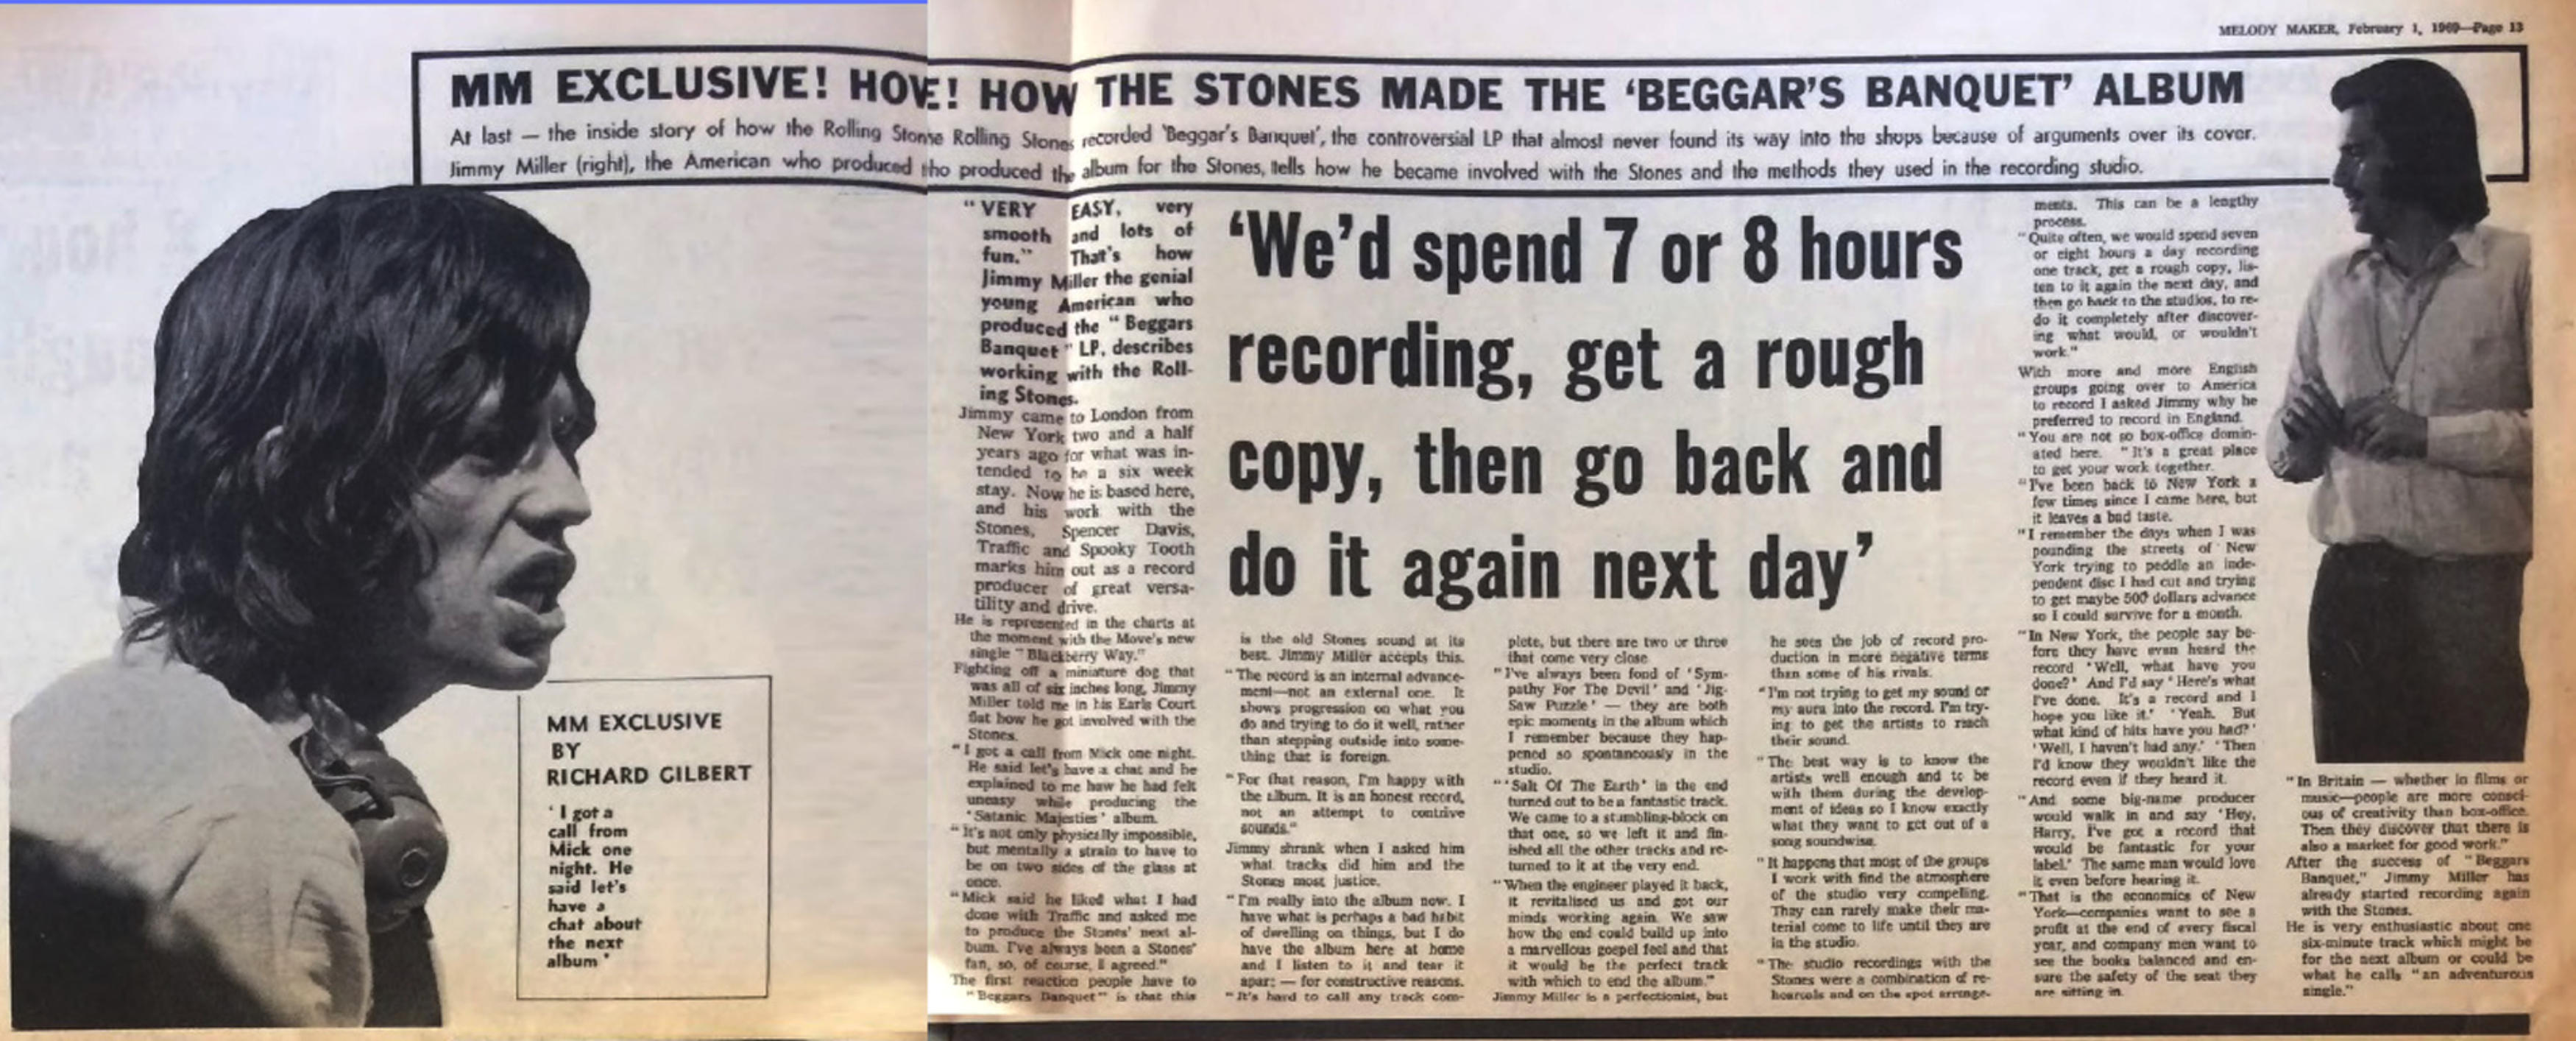 MELODY MAKER, February 1, 1969—Page 13
MM EXCLUSIVE! HOVE! HOW THE STONES MADE THE ‘BEGGAR’S BANQUET’ ALBUM
At last — the inside story of how the Rolling Stonse Rolling Stones recorded ‘Beggar’s Banquet’, the controversial LP that almost never found its way into the shops because of arguments over its cover.
Jimmy Miller (right), the American who produced tho produced the album for the Stones, tells how he became involved with the Stones and the methods they used in the recording studio.
MM EXCLUSIVE
BY
RICHARD GILBERT
‘I got a
call from
Mick one
night. He
said let’s
have a
chat about
the next
album’
“VERY EASY, very
smooth and lots of
fun.” That’s how
Jimmy Miller the genial
young American who
produced the “Beggars
Banquet” LP, describes
working with the Roll-
ing Stones.
Jimmy came to London from
New York two and a half
years ago for what was in-
tended to be a six week
stay. Now he is based here,
and his work with the
Stones, Spencer Davis,
Traffic and Spooky Tooth
marks him out as a record
producer of great versa-
tility and drive.
He is represented in the charts at
the moment with the Move’s new
single “Blackberry Way.”
Fighting off a miniature dog that
was all of six inches long, Jimmy
Miller told me in his Earls Court
flat how he got involved with the
Stones.
“I got a call from Mick one night.
He said let’s have a chat and he
explained to me how he had felt
uneasy while producing the
‘Satanic Majesties’ album.
“It’s not only physically impossible,
but mentally a strain to have to
be on two sides of the glass at
once.
“Mick said he liked what I had
done with Traffic and asked me
to produce the Stones’ next al-
bum. I’ve always been a Stones’
fan, so, of course, I agreed.”
The first reaction people have to
“Beggars Banquet” is that this
‘We’d spend 7 or 8 hours
recording, get a rough
copy, then go back and
do it again next day’
is the old Stones sound at its
best. Jimmy Miller accepts this.
“The record is an internal advance-
ment—not an external one. It
shows progression on what you
do and trying to do it well, rather
than stepping outside into some-
thing that is foreign.
“For that reason, I’m happy with
the album. It is an honest record,
not an attempt to contrive
sounds.”
Jimmy shrank when I asked him
what tracks did him and the
Stones most justice.
“I’m really into the album now. I
have what is perhaps a bad habit
of dwelling on things, but I do
have the album here at home
and I listen to it and tear it
apart — for constructive reasons.
“It’s hard to call any track com-
plete, but there are two or three
that come very close
“I’ve always been fond of ‘Sym-
pathy For The Devil’ and ‘Jig-
Saw Puzzle’ — they are both
epic moments in the album which
I remember because they hap-
pened so spontaneously in the
studio.
“‘Salt Of The Earth’ in the end
turned out to be a fantastic track.
We came to a stumbling-block on
that one, so we left it and fin-
ished all the other tracks and re-
turned to it at the very end.
“When the engineer played it back,
it revitalised us and got our
minds working again. We saw
how the end could build up into
a marvellous gospel feel and that
it would be the perfect track
with which to end the album.”
Jimmy Miller is a perfectionist, but
he sees the job of record pro-
duction in more negative terms
than some of his rivals.
“I’m not trying to get my sound or
my aura into the record. I’m try-
ing to get the artists to reach
their sound.
“The best way is to know the
artists well enough and to be
with them during the develop-
ment of ideas so I know exactly
what they want to get out of a
song soundwise.
“It happens that most of the groups
I work with find the atmosphere
of the studio very compelling.
They can rarely make their ma-
terial come to life until they are
in the studio.
“The studio recordings with the
Stones were a combination of re-
hearsals and on the spot arrange-
ments. This can be a lengthy
process.
“Quite often, we would spend seven
or eight hours a day recording
one track, get a rough copy, lis-
ten to it again the next day, and
then go back to the studios, to re-
do it completely after discover-
ing what would, or wouldn’t
work.”
With more and more English
groups going over to America
to record I asked Jimmy why he
preferred to record in England.
“You are not so box-office domin-
ated here. “It’s a great place
to get your work together.
“I’ve been back to New York a
few times since I came here, but
it leaves a bad taste.
“I remember the days when I was
pounding the streets of New
York trying to peddle an inde-
pendent disc I had cut and trying
to get maybe 500 dollars advance
so I could survive for a month.
“In New York, the people say be-
fore they have even heard the
record ‘Well, what have you
done?’ And I’d say ‘Here’s what
I’ve done. It’s a record and I
hope you like it.’ ‘Yeah. But
what kind of hits have you had?’
‘Well, I haven’t had any.’ ‘Then
I’d know they wouldn’t like the
record even if they heard it.
“And some big-name producer
would walk in and say ‘Hey,
Harry, I’ve got a record that
would be fantastic for your
label.’ The same man would love
it even before hearing it.
“That is the economics of New
York—companies want to see a
profit at the end of every fiscal
year, and company men want to
see the books balanced and en-
sure the safety of the seat they
are sitting in.
“In Britain — whether in films or
music—people are more consci-
ous of creativity than box-office.
Then they discover that there is
also a market for good work.”
After the success of “Beggars
Banquet,” Jimmy Miller has
already started recording again
with the Stones.
He is very enthusiastic about one
six-minute track which might be
for the next album or could be
what he calls “an adventurous
single.”